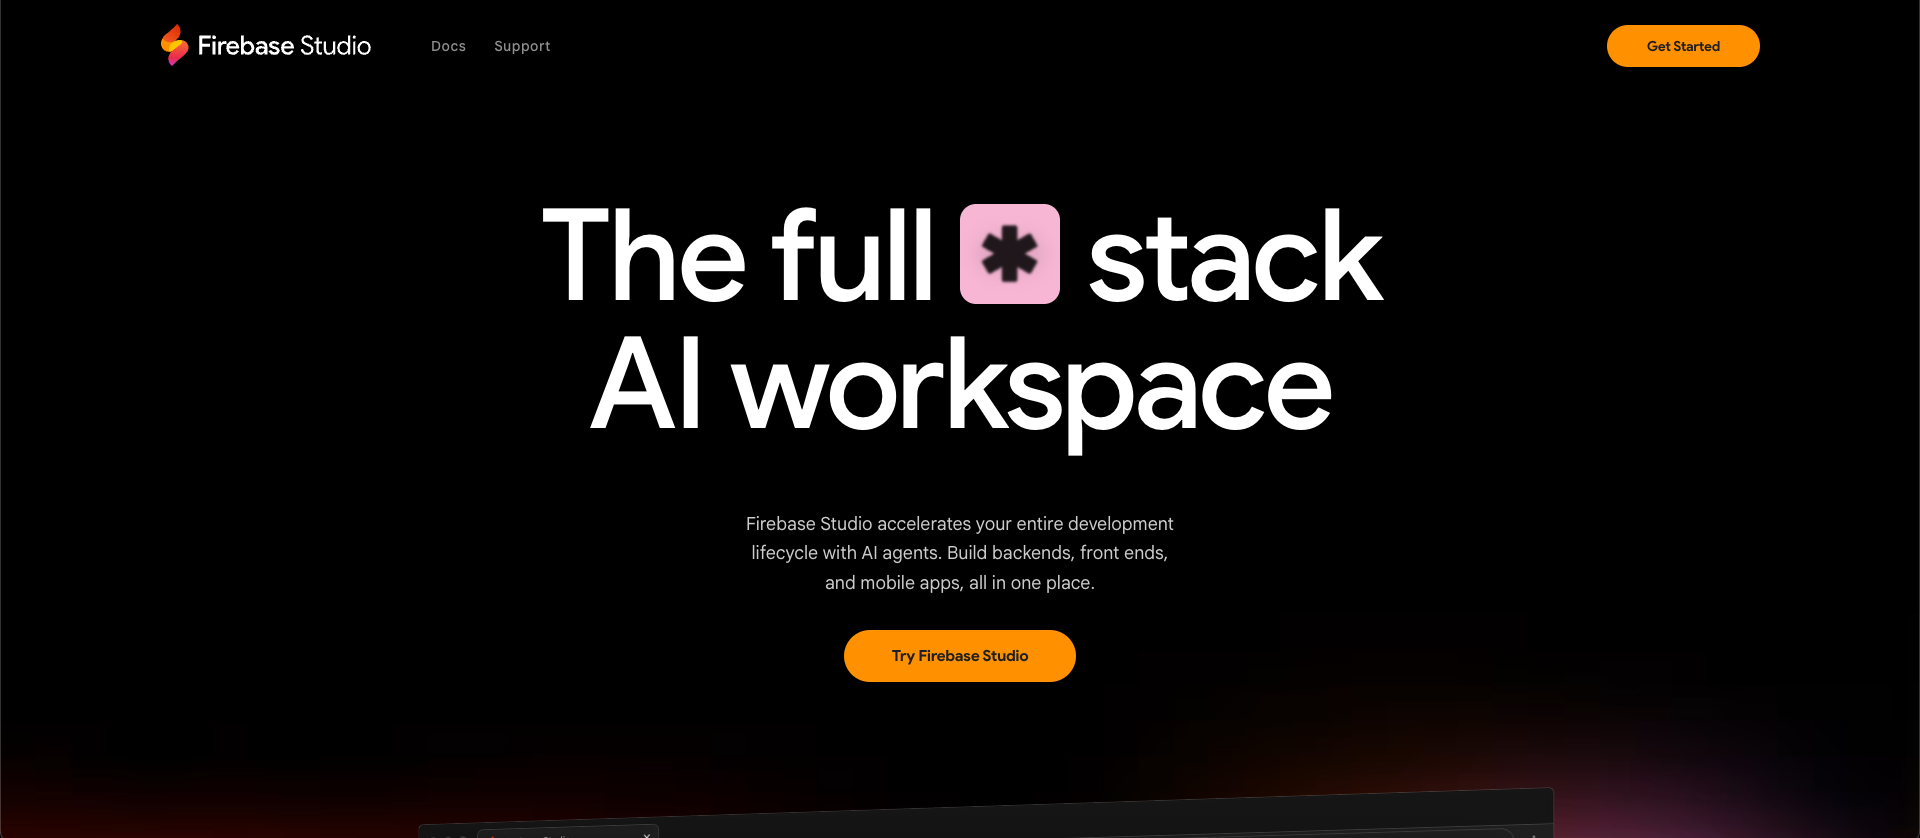 Firebase Studio
Docs
Support
Get Started
The full * stack
AI workspace
Firebase Studio accelerates your entire development
lifecycle with AI agents. Build backends, front ends,
and mobile apps, all in one place.
Try Firebase Studio